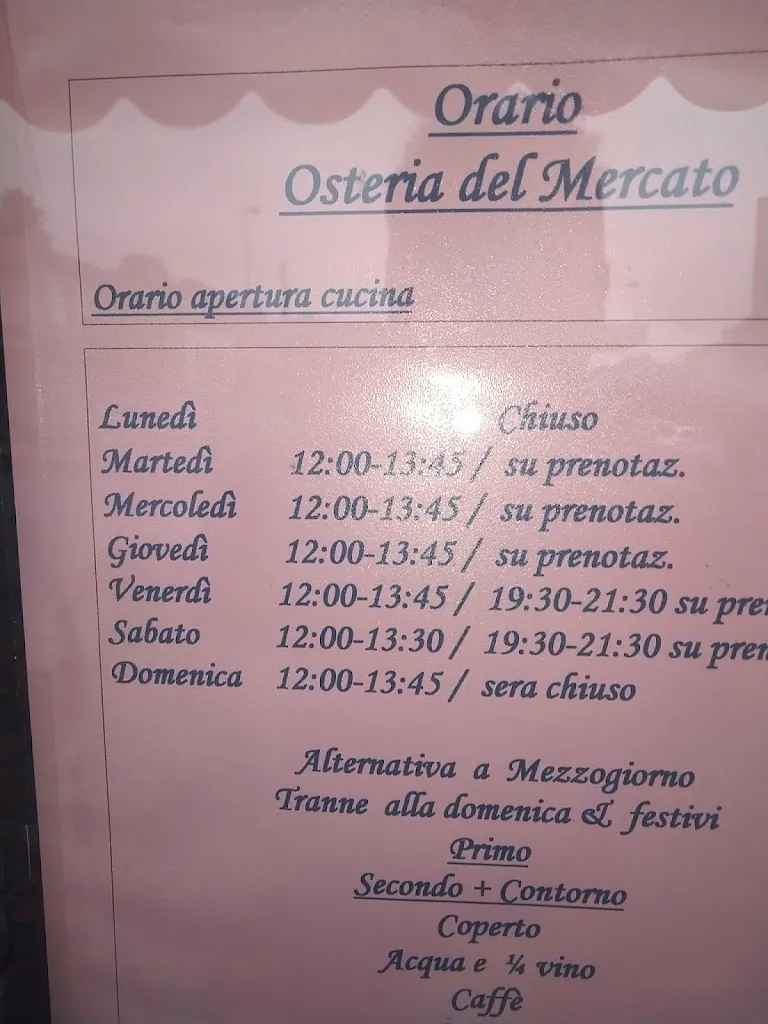 Orario
Osteria del Mercato
Orario apertura cucina
Lunedì Chiuso
Martedì 12:00-13:45 / su prenotaz.
Mercoledì 12:00-13:45 / su prenotaz.
Giovedì 12:00-13:45 / su prenotaz.
Venerdì 12:00-13:45 / 19:30-21:30 su
Sabato 12:00-13:30 / 19:30-21:30 su
Domenica 12:00-13:45 / sera chiuso
Alternativa a Mezzogiorno
Tranne alla domenica & festivi
Primo
Secondo + Contorno
Coperto
Acqua e ¼ vino
Caffè